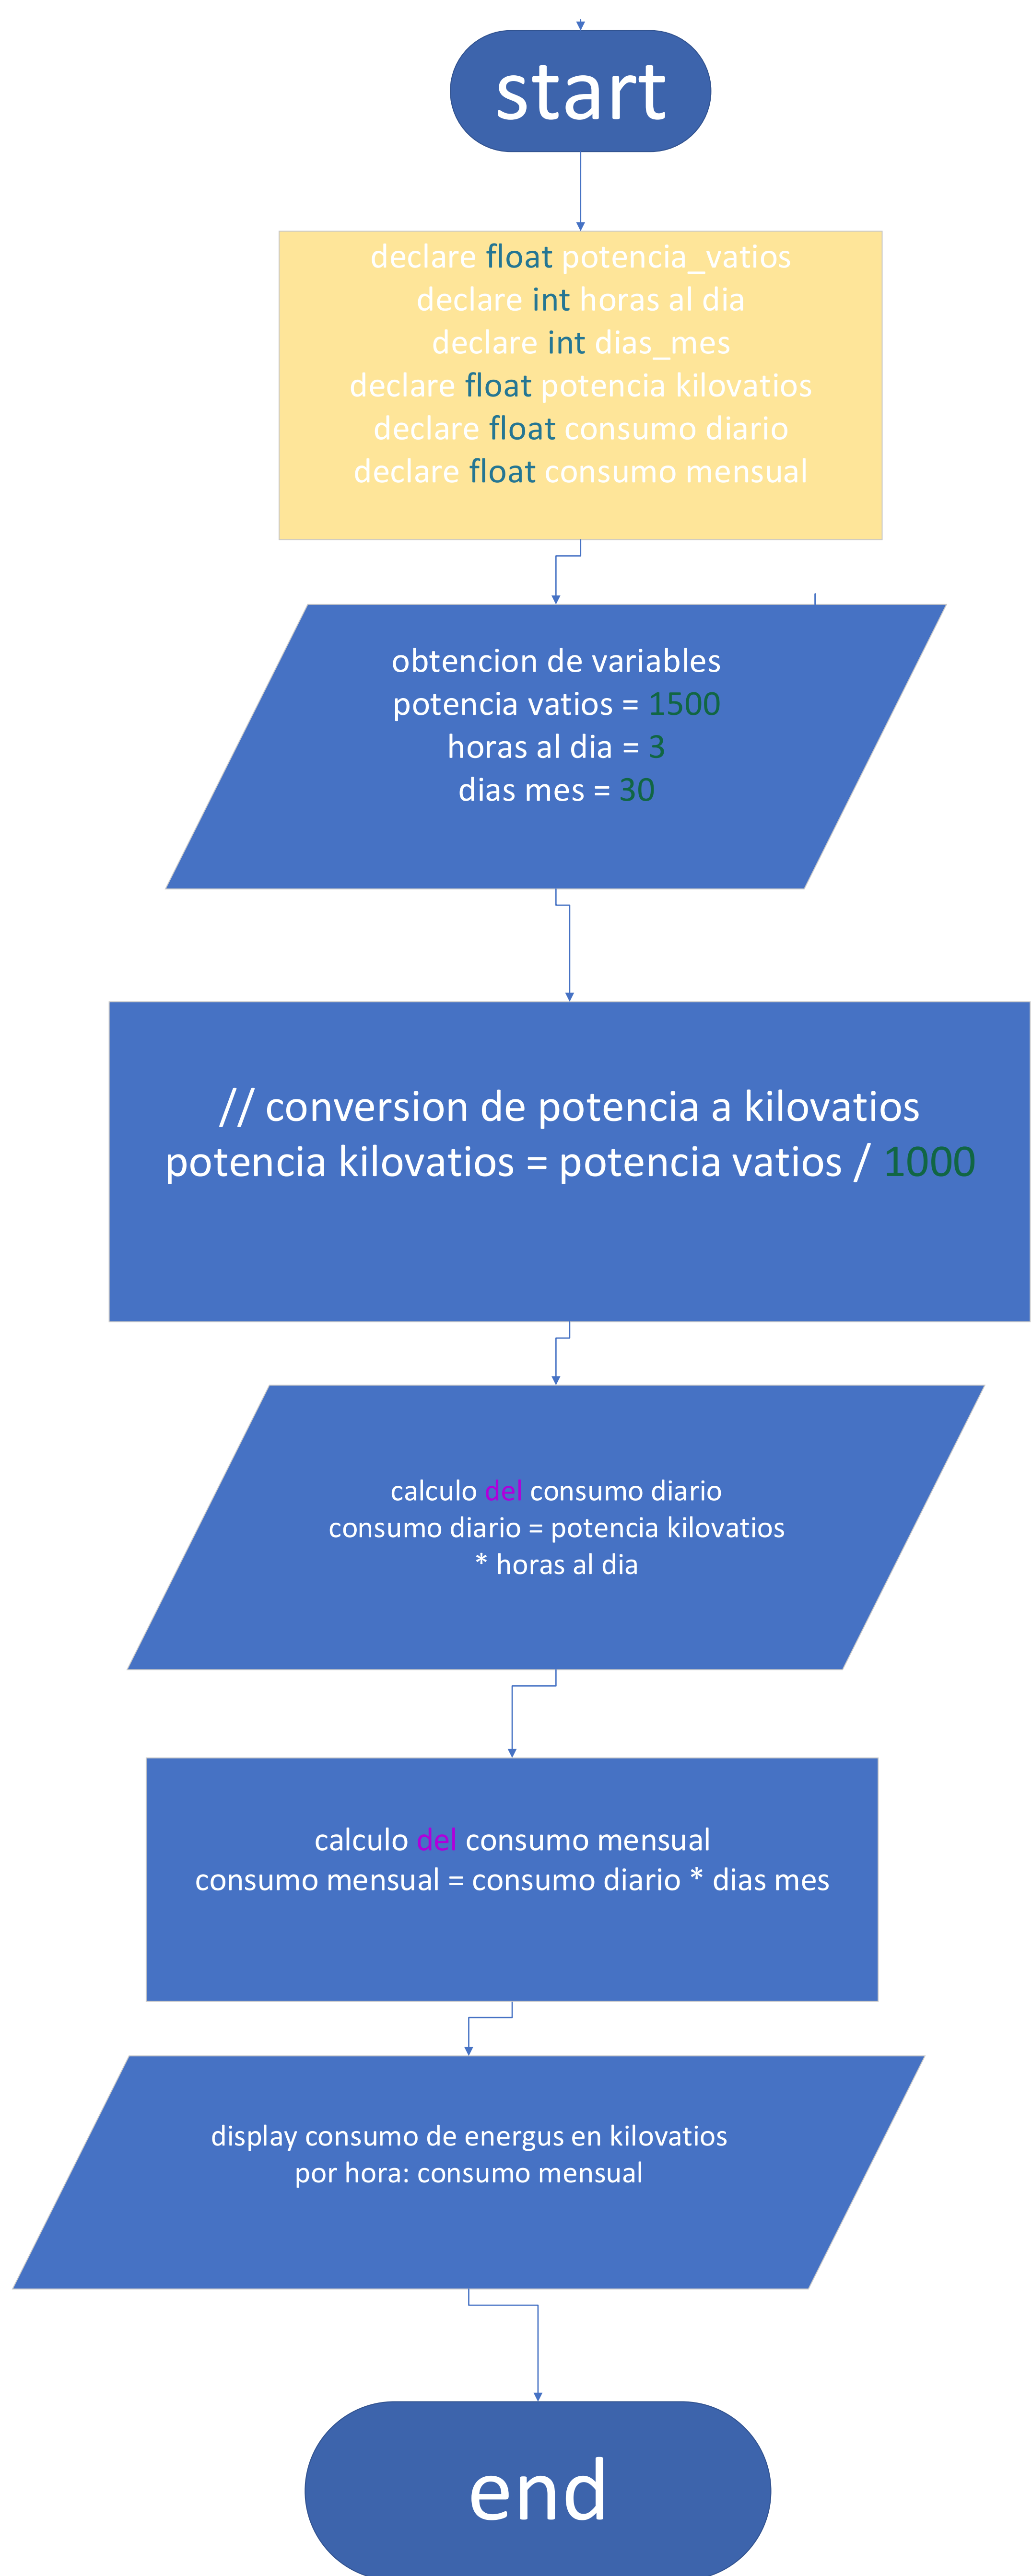 start
declare float potencia_vatios
declare int horas al dia
declare int dias_mes
declare float potencia kilovatios
declare float consumo diario
declare float consumo mensual
obtencion de variables
potencia vatios = 1500
horas al dia = 3
dias mes = 30
// conversion de potencia a kilovatios
potencia kilovatios = potencia vatios / 1000
calculo del consumo diario
consumo diario = potencia kilovatios
* horas al dia
calculo del consumo mensual
consumo mensual = consumo diario * dias mes
display consumo de energus en kilovatios
por hora: consumo mensual
end